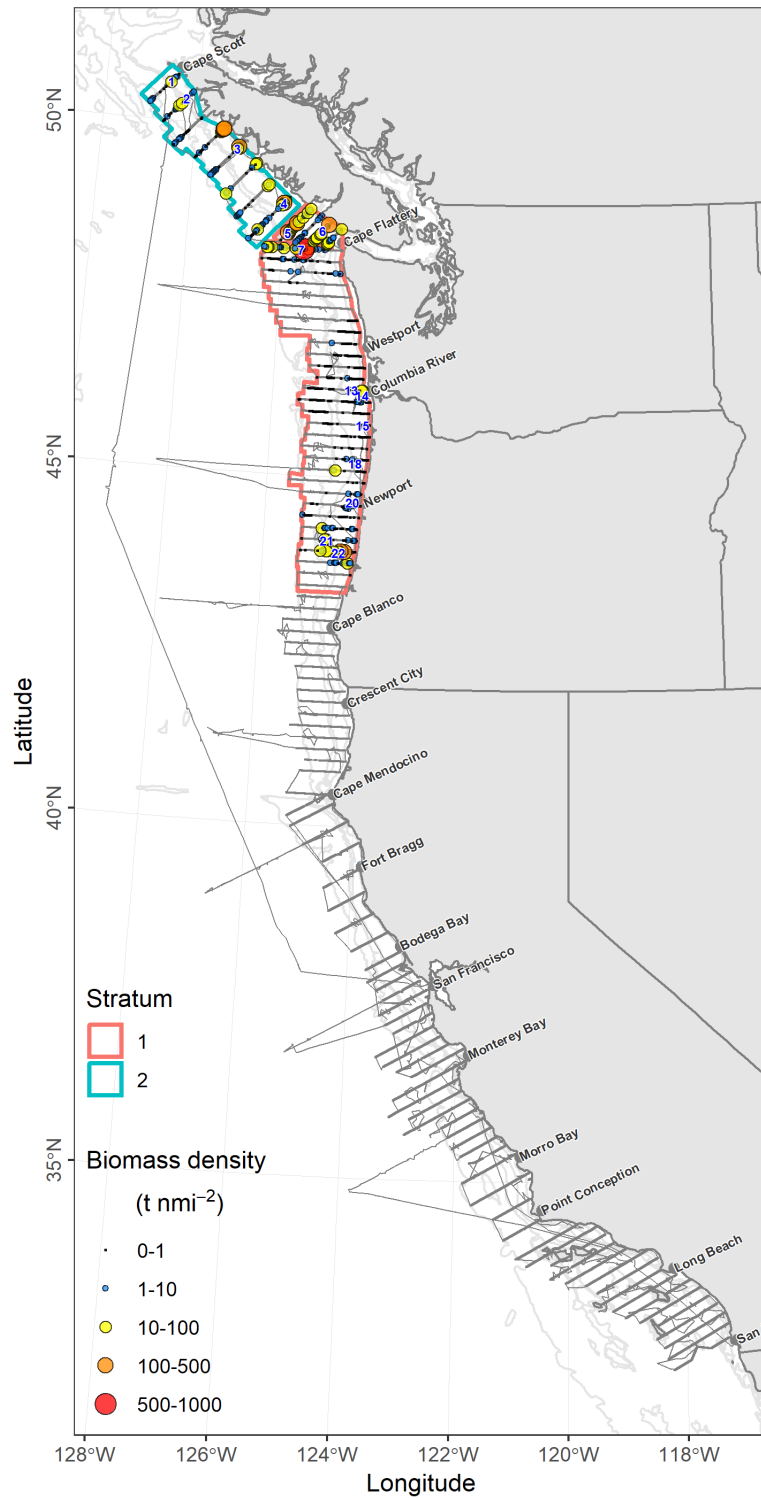 Cape Scott
1
50°N
2
3
4
5
6
Cape Flattery
7
Westport
Columbia River
13
14
15
45°N
18
20
Newport
21
22
Cape Blanco
Crescent City
Latitude
Cape Mendocino
40°N
Fort Bragg
Bodega Bay
San Francisco
Stratum
1
Monterey Bay
2
35°N
Morro Bay
Biomass density
(t nmi−2)
Point Conception
0-1
Long Beach
1-10
10-100
San
100-500
500-1000
128°W 126°W 124°W 122°W 120°W 118°W
Longitude